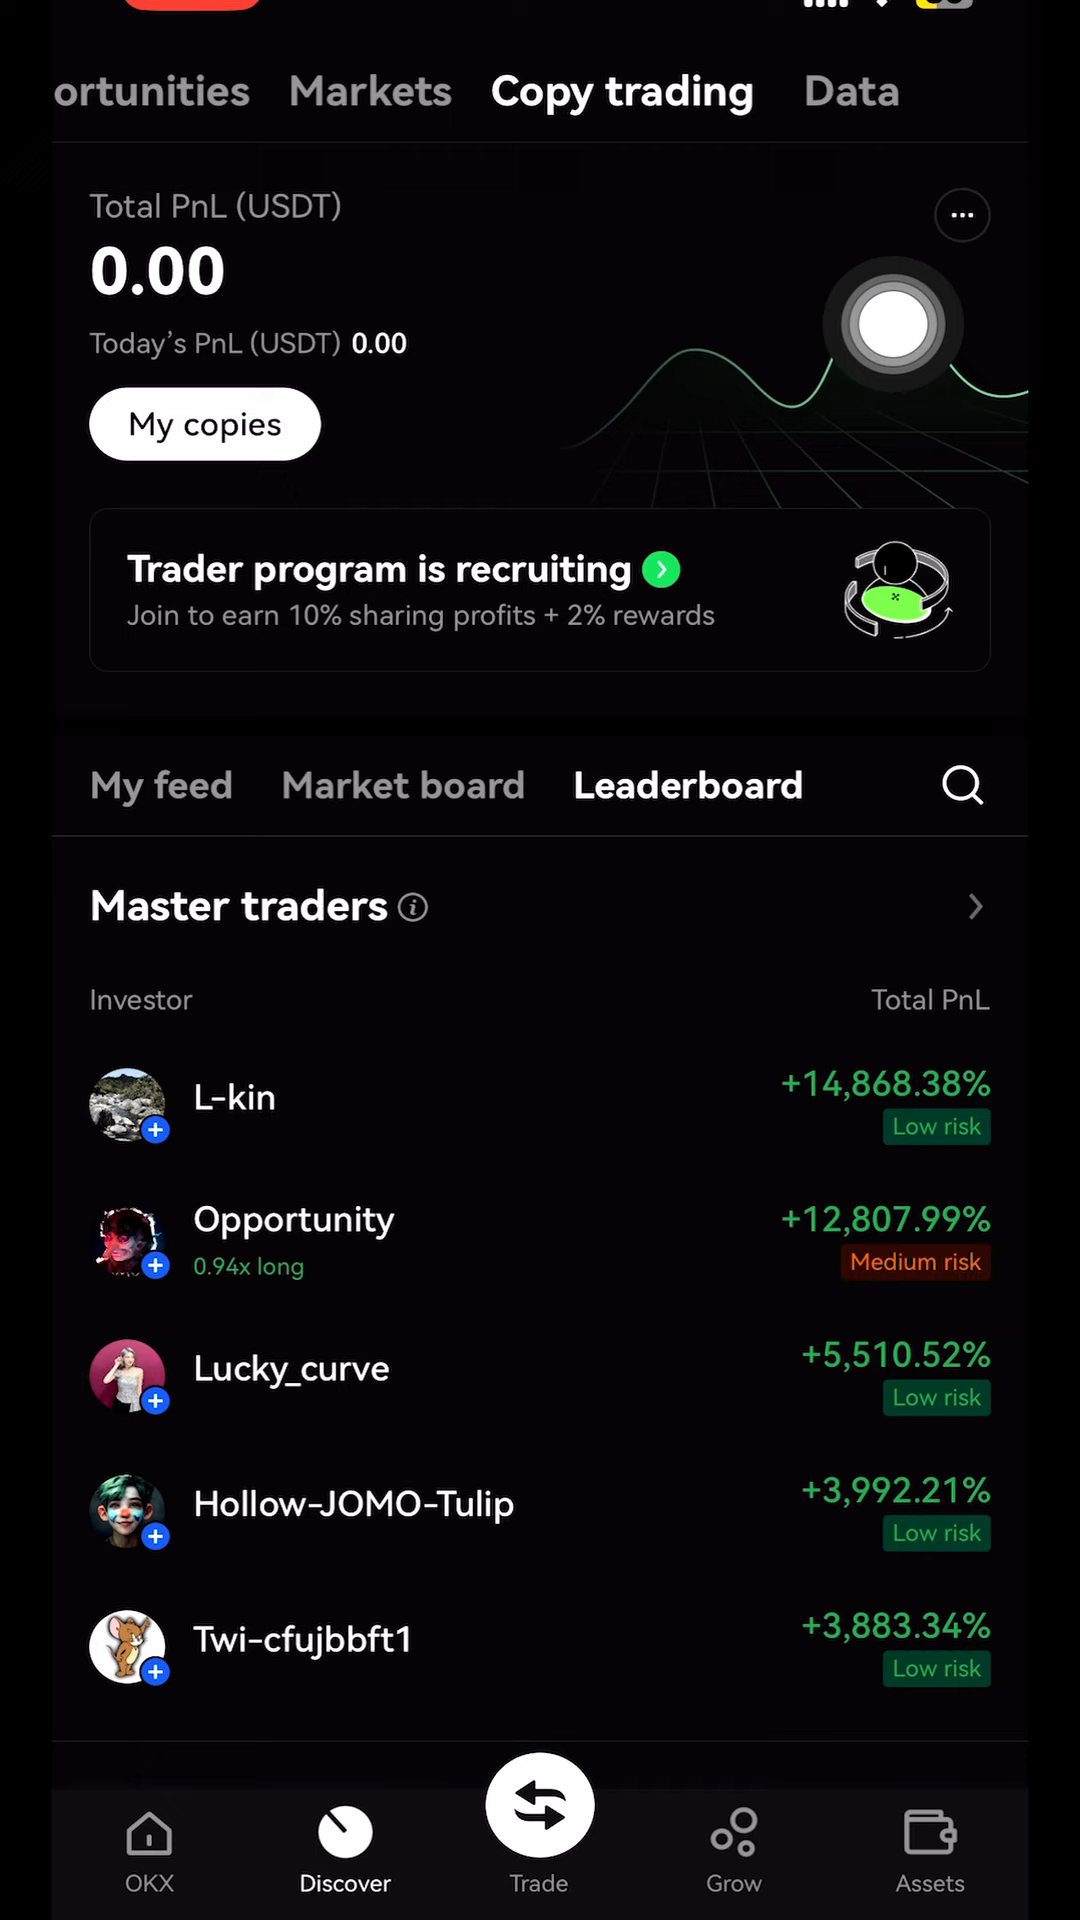 ortunities Markets Copy trading Data
Total PnL (USDT)
0.00
Today’s PnL (USDT) 0.00
My copies
Trader program is recruiting
Join to earn 10% sharing profits + 2% rewards
My feed Market board Leaderboard
Master traders
Investor Total PnL
L-kin +14,868.38%
Low risk
Opportunity +12,807.99%
0.94x long Medium risk
Lucky_curve +5,510.52%
Low risk
Hollow-JOMO-Tulip +3,992.21%
Low risk
Twi-cfujbbft1 +3,883.34%
Low risk
OKX Discover Trade Grow Assets